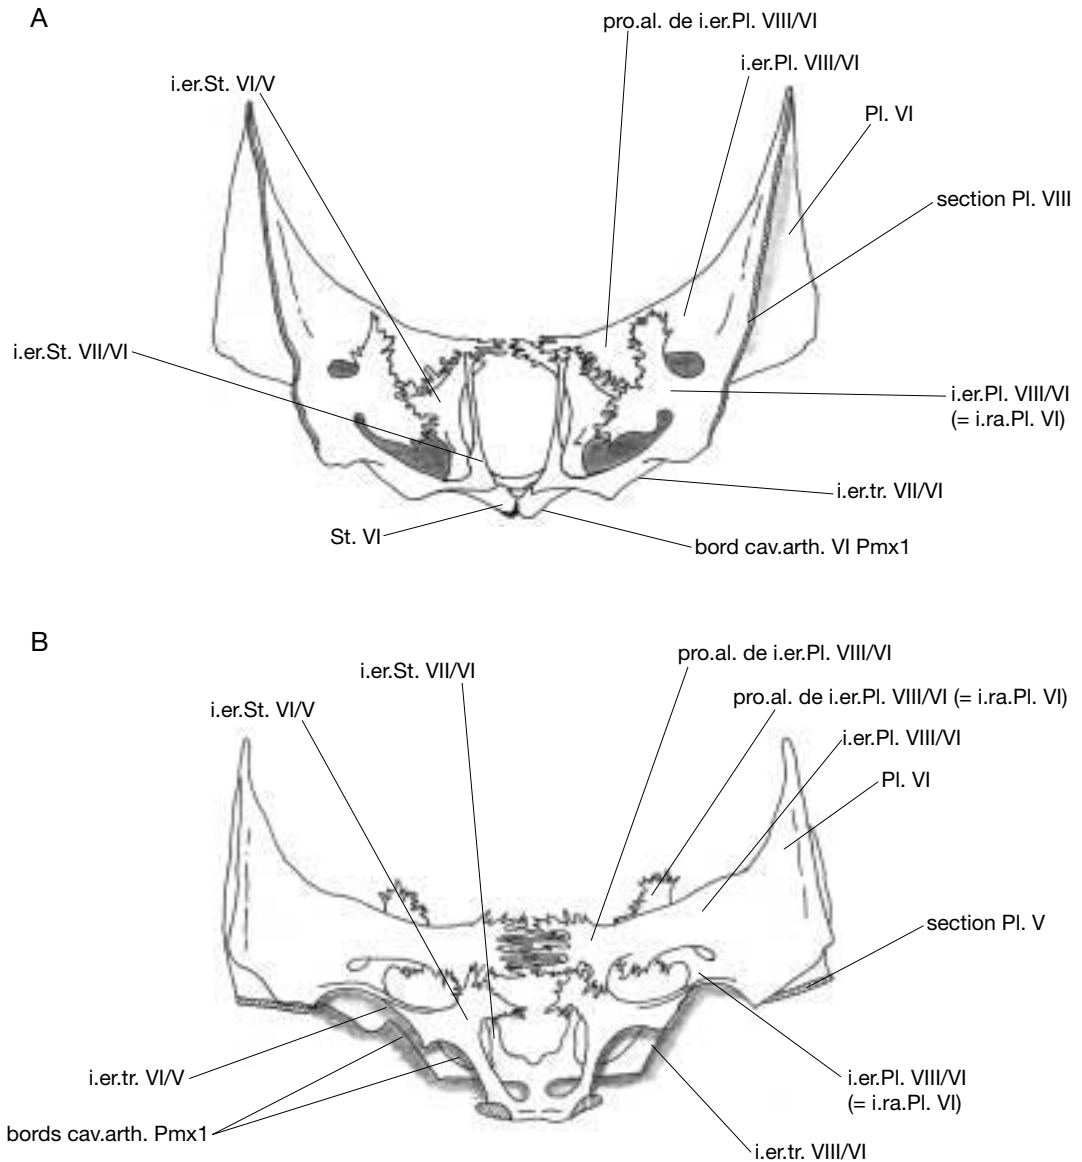 A
pro.al. de i.er.Pl. VIII/VI
i.er.Pl. VIII/VI
i.er.St. VI/V
Pl. VI
section Pl. VIII
i.er.St. VII/VI
i.er.Pl. VIII/VI
(= i.ra.Pl. VI)
i.er.tr. VII/VI
St. VI
bord cav.arth. VI Pmx1
B
pro.al. de i.er.Pl. VIII/VI
i.er.St. VII/VI
pro.al. de i.er.Pl. VIII/VI (= i.ra.Pl. VI)
i.er.St. VI/V
i.er.Pl. VIII/VI
Pl. VI
section Pl. V
i.er.tr. VI/V
i.er.Pl. VIII/VI
(= i.ra.Pl. VI)
bords cav.arth. Pmx1
i.er.tr. VIII/VI